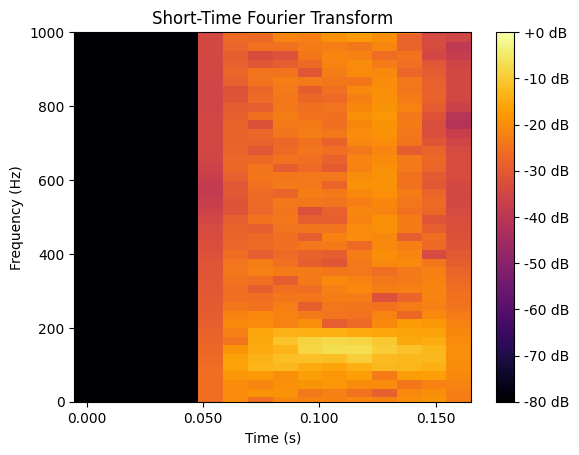 Short-Time Fourier Transform
1000
800
600
400
200
0
Frequency (Hz)
0.000
0.050
0.100
0.150
Time (s)
+0 dB
-10 dB
-20 dB
-30 dB
-40 dB
-50 dB
-60 dB
-70 dB
-80 dB